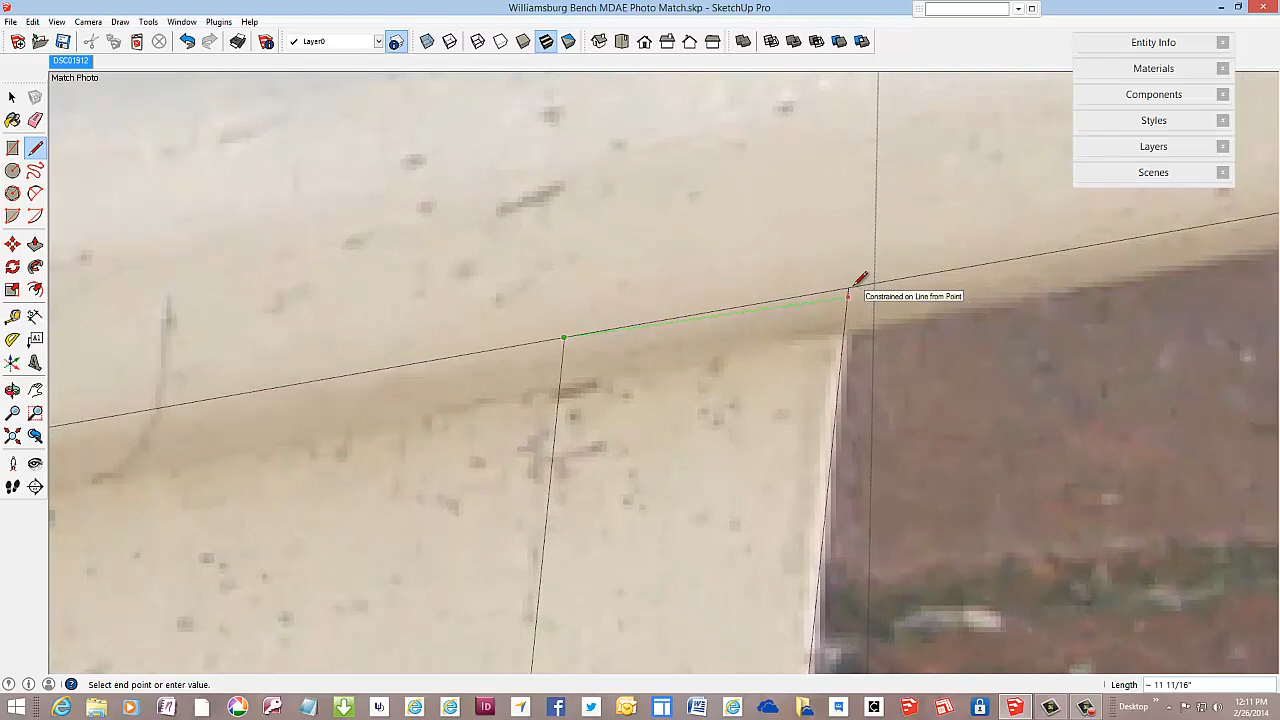 Williamsburg Bench MDAE Photo Match.skp - SketchUp Pro
File Edit View Camera Draw Tools Window Plugins Help
Layer0
DSC01912
Match Photo
Entity Info
Materials
Components
Styles
Layers
Scenes
Constrained on Line from Point
Select end point or enter value.
Length ~ 11 11/16"
Desktop
12:11 PM
2/26/2014